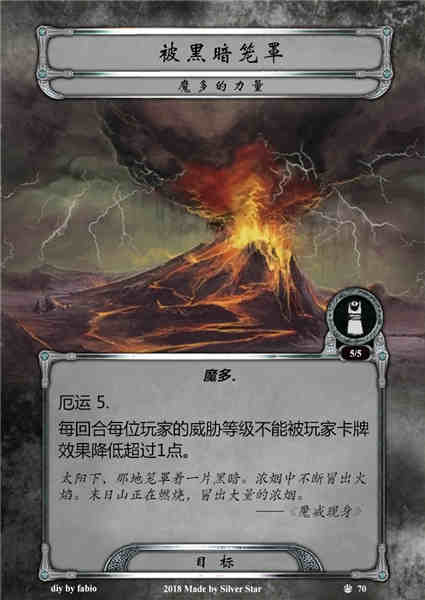 被黑暗笼罩
魔多的力量
5/5
魔多.
厄运 5.
每回合每位玩家的威胁等级不能被玩家卡牌
效果降低超过1点。
太阳下、那地笼罩着一片黑暗。浓烟中不断冒出火
焰。末日山正在燃烧，冒出大量的浓烟。
——《魔戒现身》
目标
diy by fabio
2018 Made by Silver Star
70